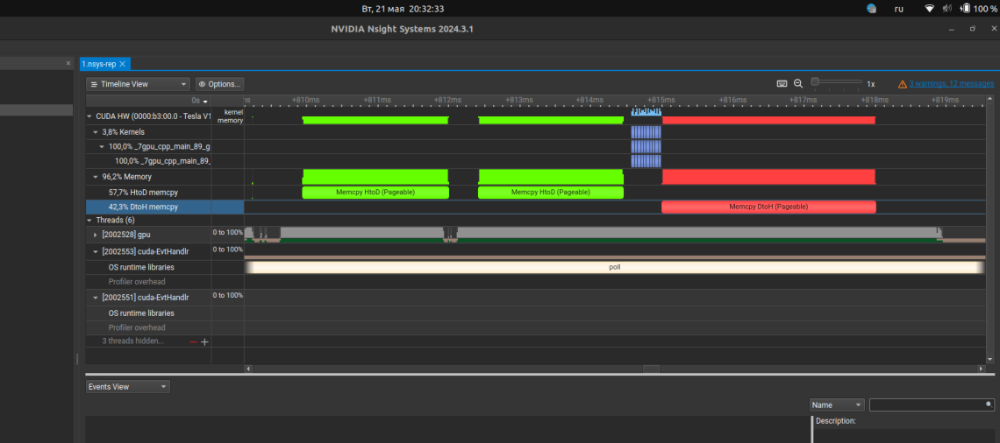 Вт, 21 мая 20:32:33
ru
100 %
NVIDIA Nsight Systems 2024.3.1
1.nsys-rep
Timeline View
Options...
1x
3 warnings, 12 messages
0s
+810ms +811ms +812ms +813ms +814ms +815ms +816ms +817ms +818ms +819ms
CUDA HW (0000:b3:00.0 - Tesla V1
kernel
memory
3,8% Kernels
100,0% _7gpu_cpp_main_89_g
100,0% _7gpu_cpp_main_89_
96,2% Memory
57,7% HtoD memcpy
Memcpy HtoD (Pageable)
Memcpy HtoD (Pageable)
42,3% DtoH memcpy
Memcpy DtoH (Pageable)
Threads (6)
[2002528] gpu
0 to 100%
[2002553] cuda-EvtHandlr
0 to 100%
OS runtime libraries
poll
Profiler overhead
[2002551] cuda-EvtHandlr
0 to 100%
OS runtime libraries
Profiler overhead
3 threads hidden...
Events View
Name
Description: